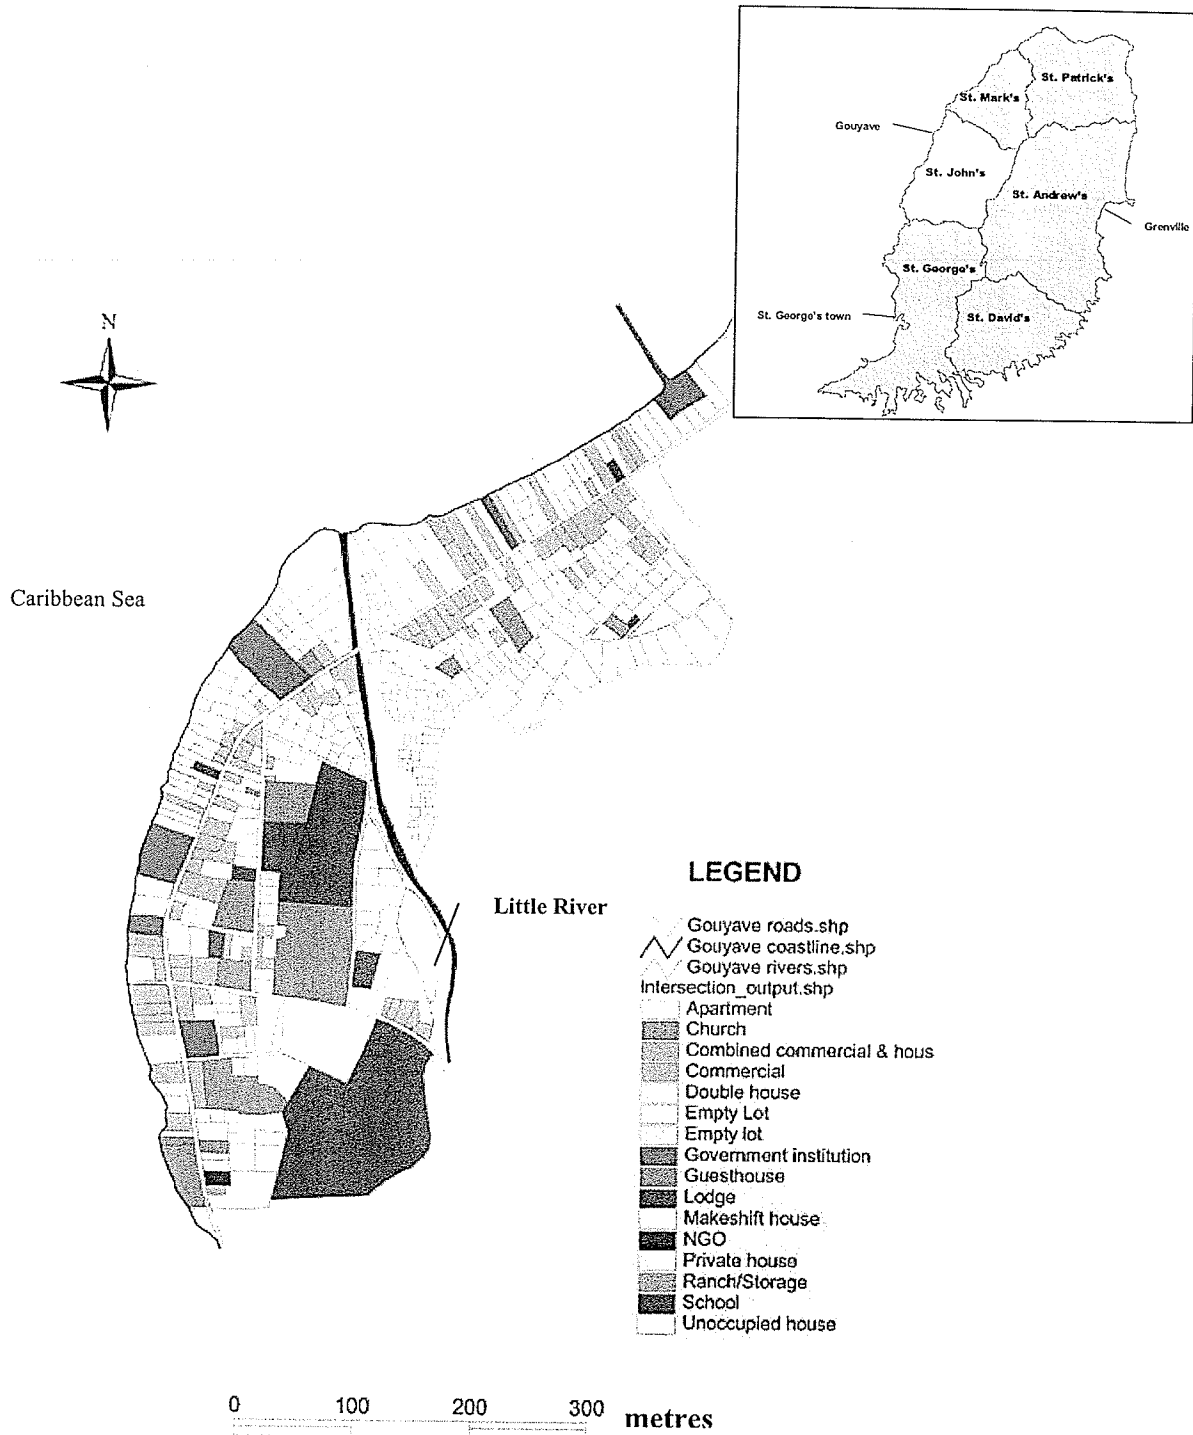 St. Patrick's
St. Mark's
Gouyave
St. John's
St. Andrew's
Grenville
St. George's
St. George's town
St. David's
N
Caribbean Sea
Little River
LEGEND
Gouyave roads.shp
Gouyave coastline.shp
Gouyave rivers.shp
Intersection_output.shp
Apartment
Church
Combined commercial & hous
Commercial
Double house
Empty Lot
Empty lot
Government institution
Guesthouse
Lodge
Makeshift house
NGO
Private house
Ranch/Storage
School
Unoccupied house
0 100 200 300 metres